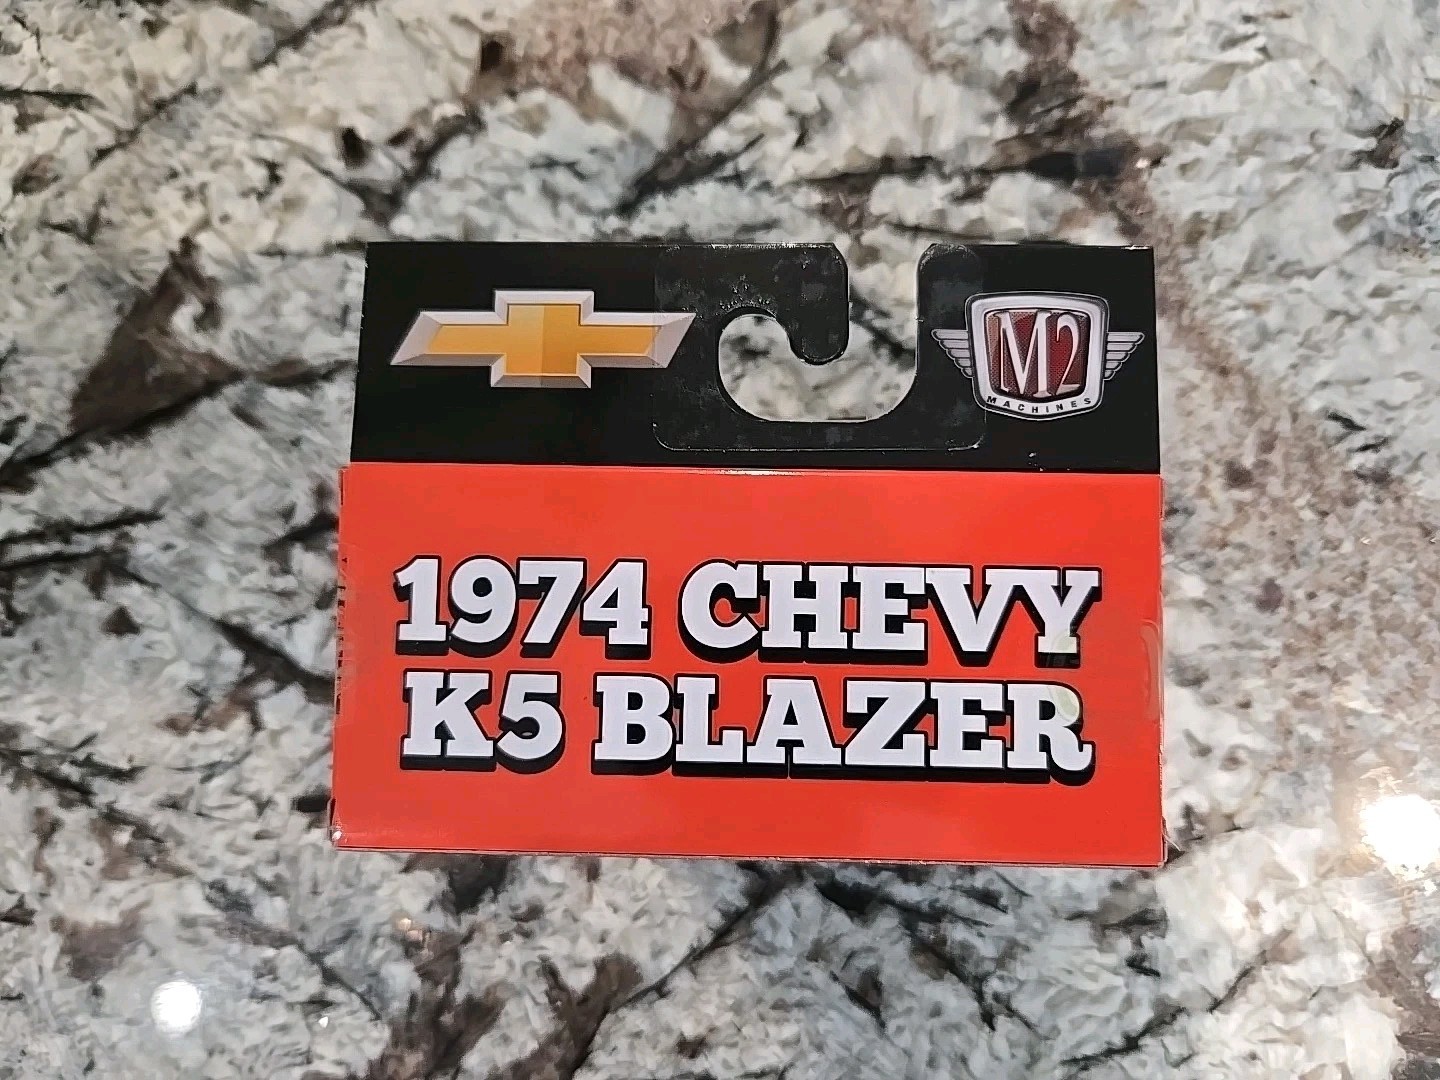 M2
MACHINES
1974 CHEVY
K5 BLAZER